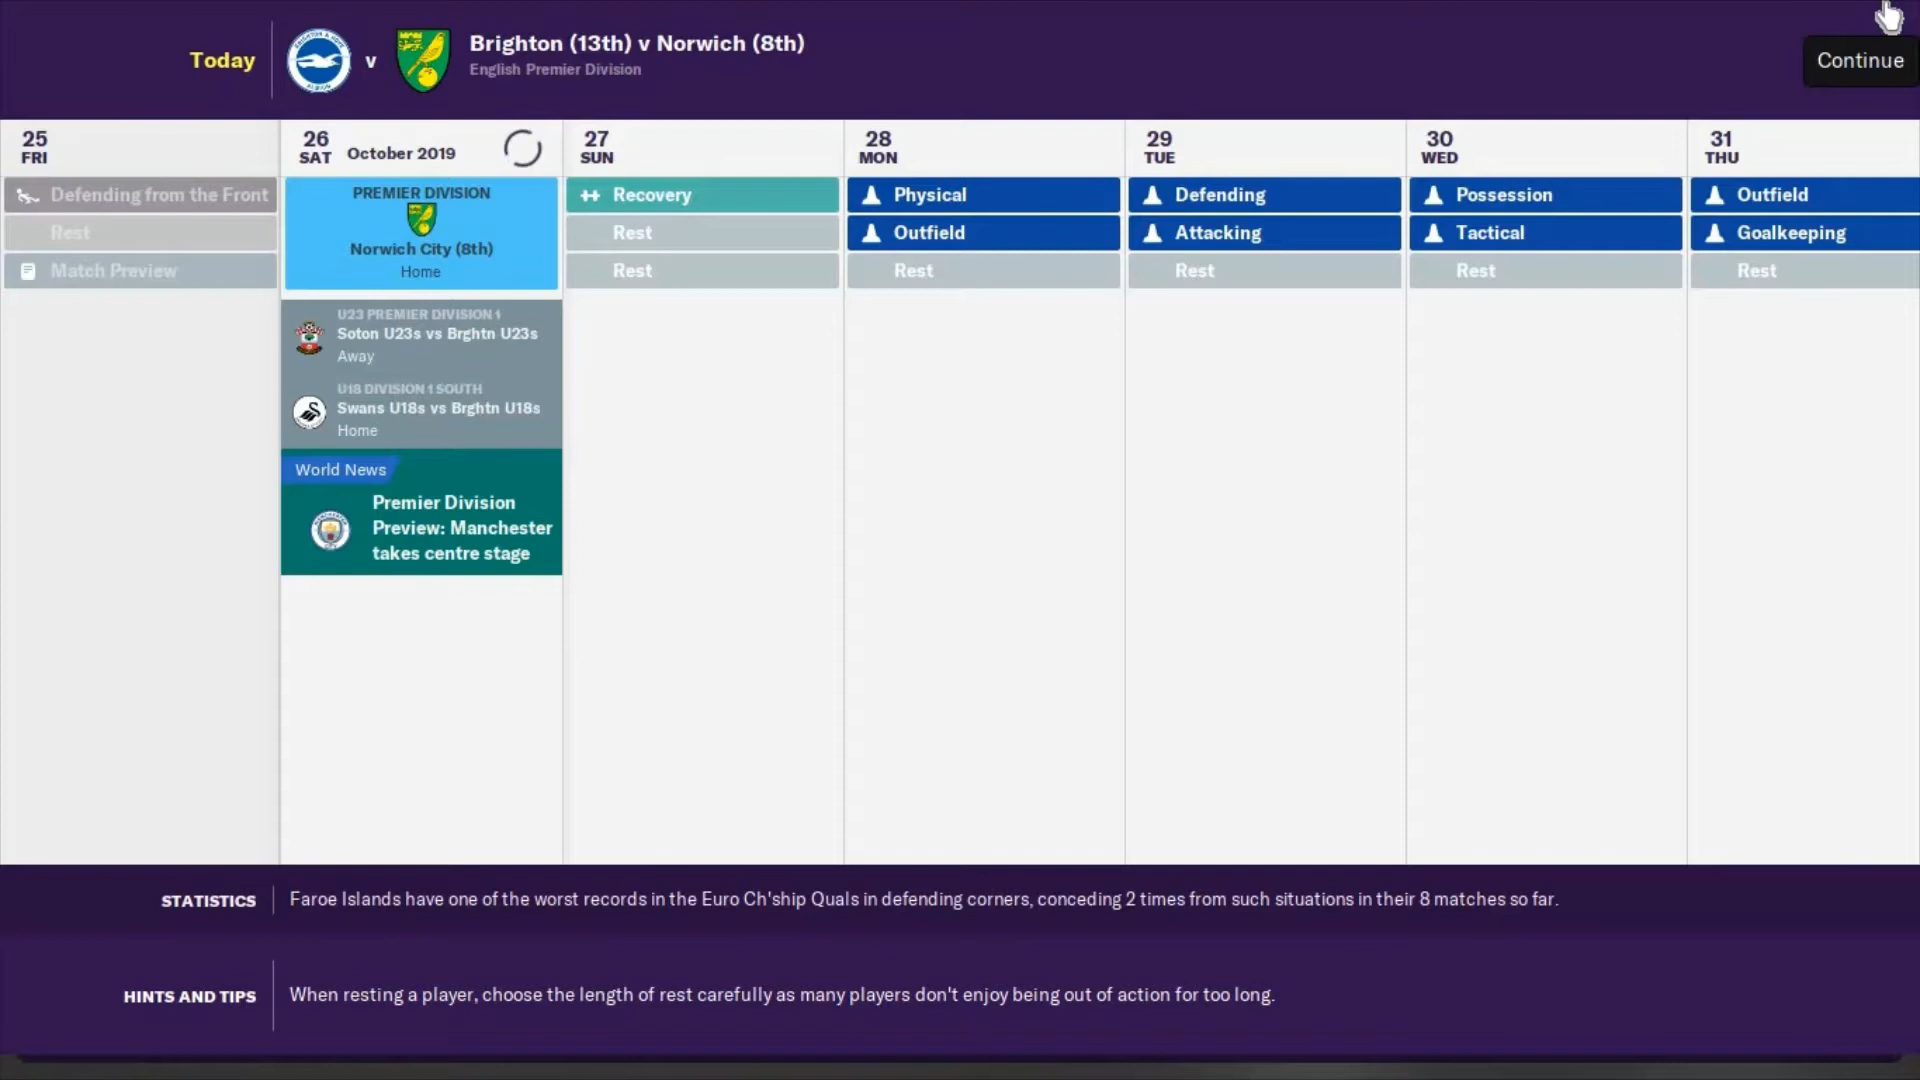 Today
v
Brighton (13th) v Norwich (8th)
English Premier Division
Continue
25
FRI
26
SAT
October 2019
27
SUN
28
MON
29
TUE
30
WED
31
THU
Defending from the Front
Rest
Match Preview
PREMIER DIVISION
Norwich City (8th)
Home
U23 PREMIER DIVISION 1
Soton U23s vs Brghtn U23s
Away
U18 DIVISION 1 SOUTH
Swans U18s vs Brghtn U18s
Home
World News
Premier Division
Preview: Manchester
takes centre stage
Recovery
Rest
Rest
Physical
Outfield
Rest
Defending
Attacking
Rest
Possession
Tactical
Rest
Outfield
Goalkeeping
Rest
STATISTICS
Faroe Islands have one of the worst records in the Euro Ch'ship Quals in defending corners, conceding 2 times from such situations in their 8 matches so far.
HINTS AND TIPS
When resting a player, choose the length of rest carefully as many players don't enjoy being out of action for too long.